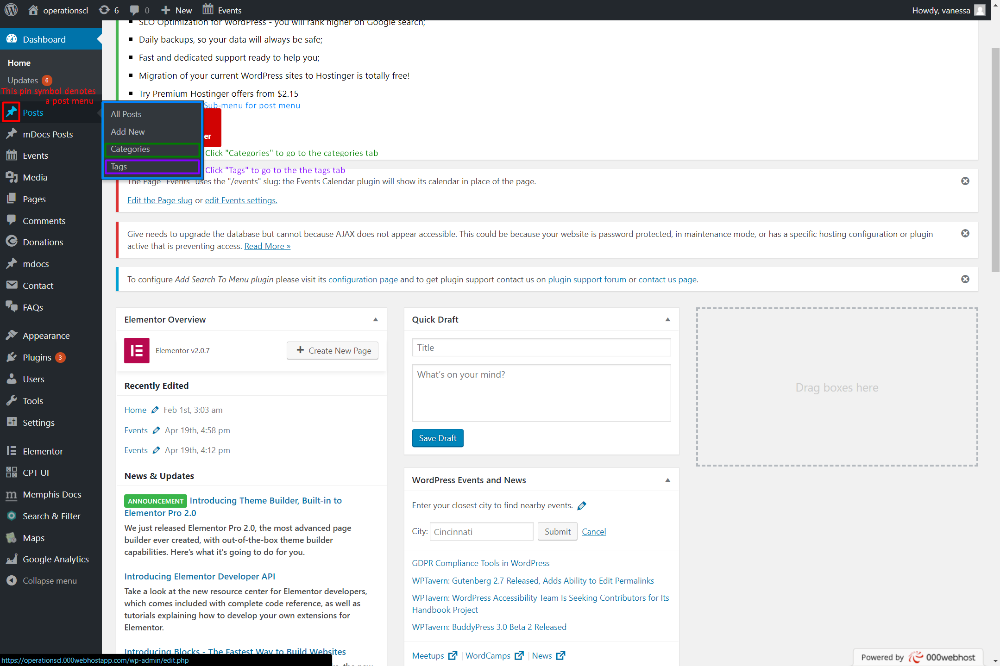 operationscl 6 0 New Events Howdy, vanessa
SEO Optimization for WordPress - you will rank higher on Google search;
Daily backups, so your data will always be safe;
Fast and dedicated support ready to help you;
Migration of your current WordPress sites to Hostinger is totally free!
Try Premium Hostinger offers from $2.15
Dashboard
Home
Updates 6
This pin symbol denotes
a post menu
Posts
mDocs Posts
Events
Media
Pages
Comments
Donations
mdocs
Contact
FAQs
Appearance
Plugins 3
Users
Tools
Settings
Elementor
CPT UI
Memphis Docs
Search & Filter
Maps
Google Analytics
Collapse menu
Sub-menu for post menu
All Posts
Add New
Categories
Tags
er
Click "Categories" to go to the categories tab
Click "Tags" to go to the the tags tab
The Page "Events" uses the "/events" slug: the Events Calendar plugin will show its calendar in place of the page.
Edit the Page slug or edit Events settings.
Give needs to upgrade the database but cannot because AJAX does not appear accessible. This could be because your website is password protected, in maintenance mode, or has a specific hosting configuration or plugin
active that is preventing access. Read More »
To configure Add Search To Menu plugin please visit its configuration page and to get plugin support contact us on plugin support forum or contact us page.
Elementor Overview
Elementor v2.0.7
Create New Page
Recently Edited
Home Feb 1st, 3:03 am
Events Apr 19th, 4:58 pm
Events Apr 19th, 4:12 pm
News & Updates
ANNOUNCEMENT Introducing Theme Builder, Built-in to
Elementor Pro 2.0
We just released Elementor Pro 2.0, the most advanced page
builder ever created, with out-of-the-box theme builder
capabilities. Here’s what it's going to do for you.
Introducing Elementor Developer API
Take a look at the new resource center for Elementor developers,
which comes included with complete code reference, as well as
tutorials explaining how to develop your own extensions for
Elementor.
Introducing Blocks - The Fastest Way to Build Websites
Quick Draft
Title
What’s on your mind?
Save Draft
WordPress Events and News
Enter your closest city to find nearby events.
City: Cincinnati Submit Cancel
GDPR Compliance Tools in WordPress
WPTavern: Gutenberg 2.7 Released, Adds Ability to Edit Permalinks
WPTavern: WordPress Accessibility Team Is Seeking Contributors for Its
Handbook Project
WPTavern: BuddyPress 3.0 Beta 2 Released
Meetups | WordCamps | News
Drag boxes here
https://operationscl.000webhostapp.com/wp-admin/edit.php
Powered by 000webhost